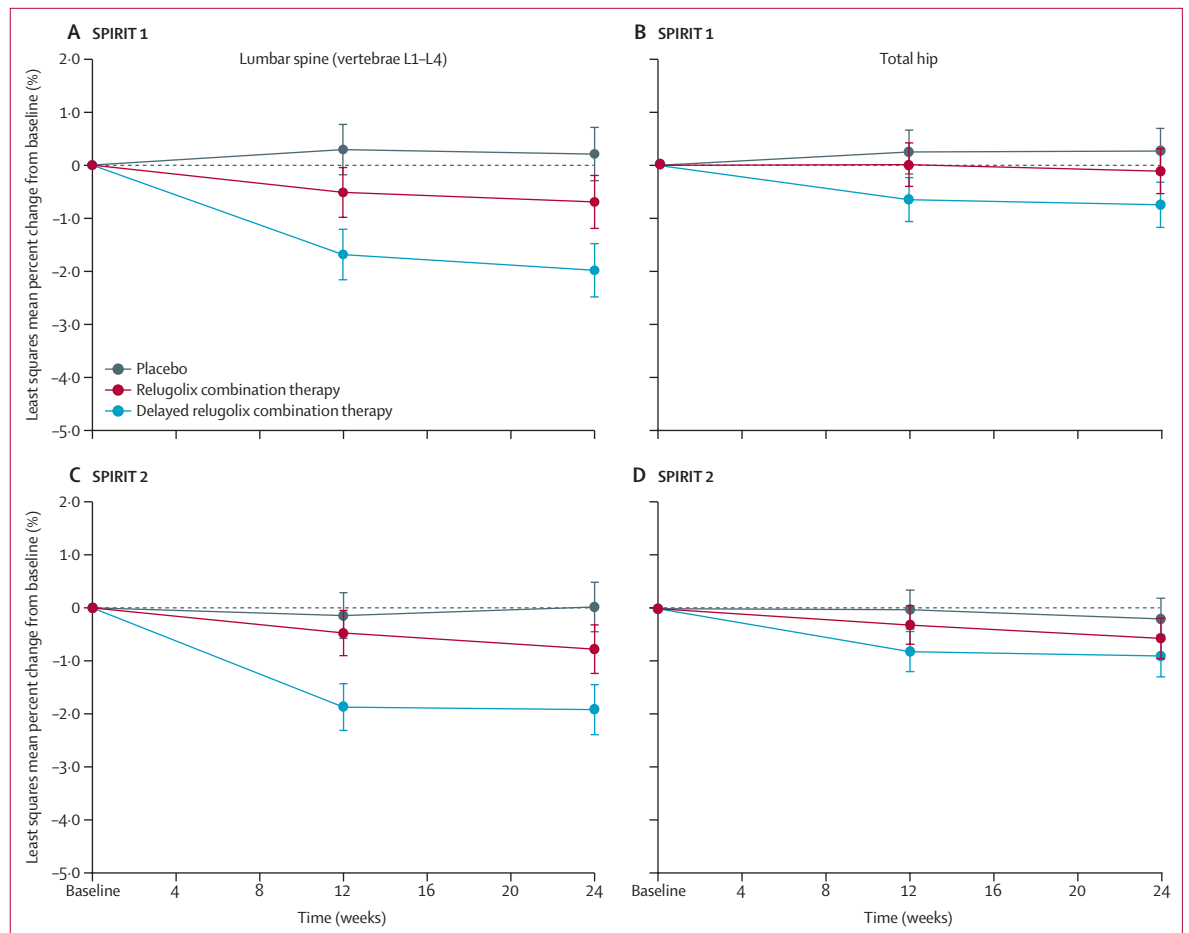 A SPIRIT 1
Lumbar spine (vertebrae L1–L4)
Least squares mean percent change from baseline (%)
2·0
1·0
0
–1·0
–2·0
–3·0
–4·0
–5·0
Placebo
Relugolix combination therapy
Delayed relugolix combination therapy
B SPIRIT 1
Total hip
C SPIRIT 2
Least squares mean percent change from baseline (%)
2·0
1·0
0
–1·0
–2·0
–3·0
–4·0
–5·0
Baseline 4 8 12 16 20 24
Time (weeks)
D SPIRIT 2
Baseline 4 8 12 16 20 24
Time (weeks)